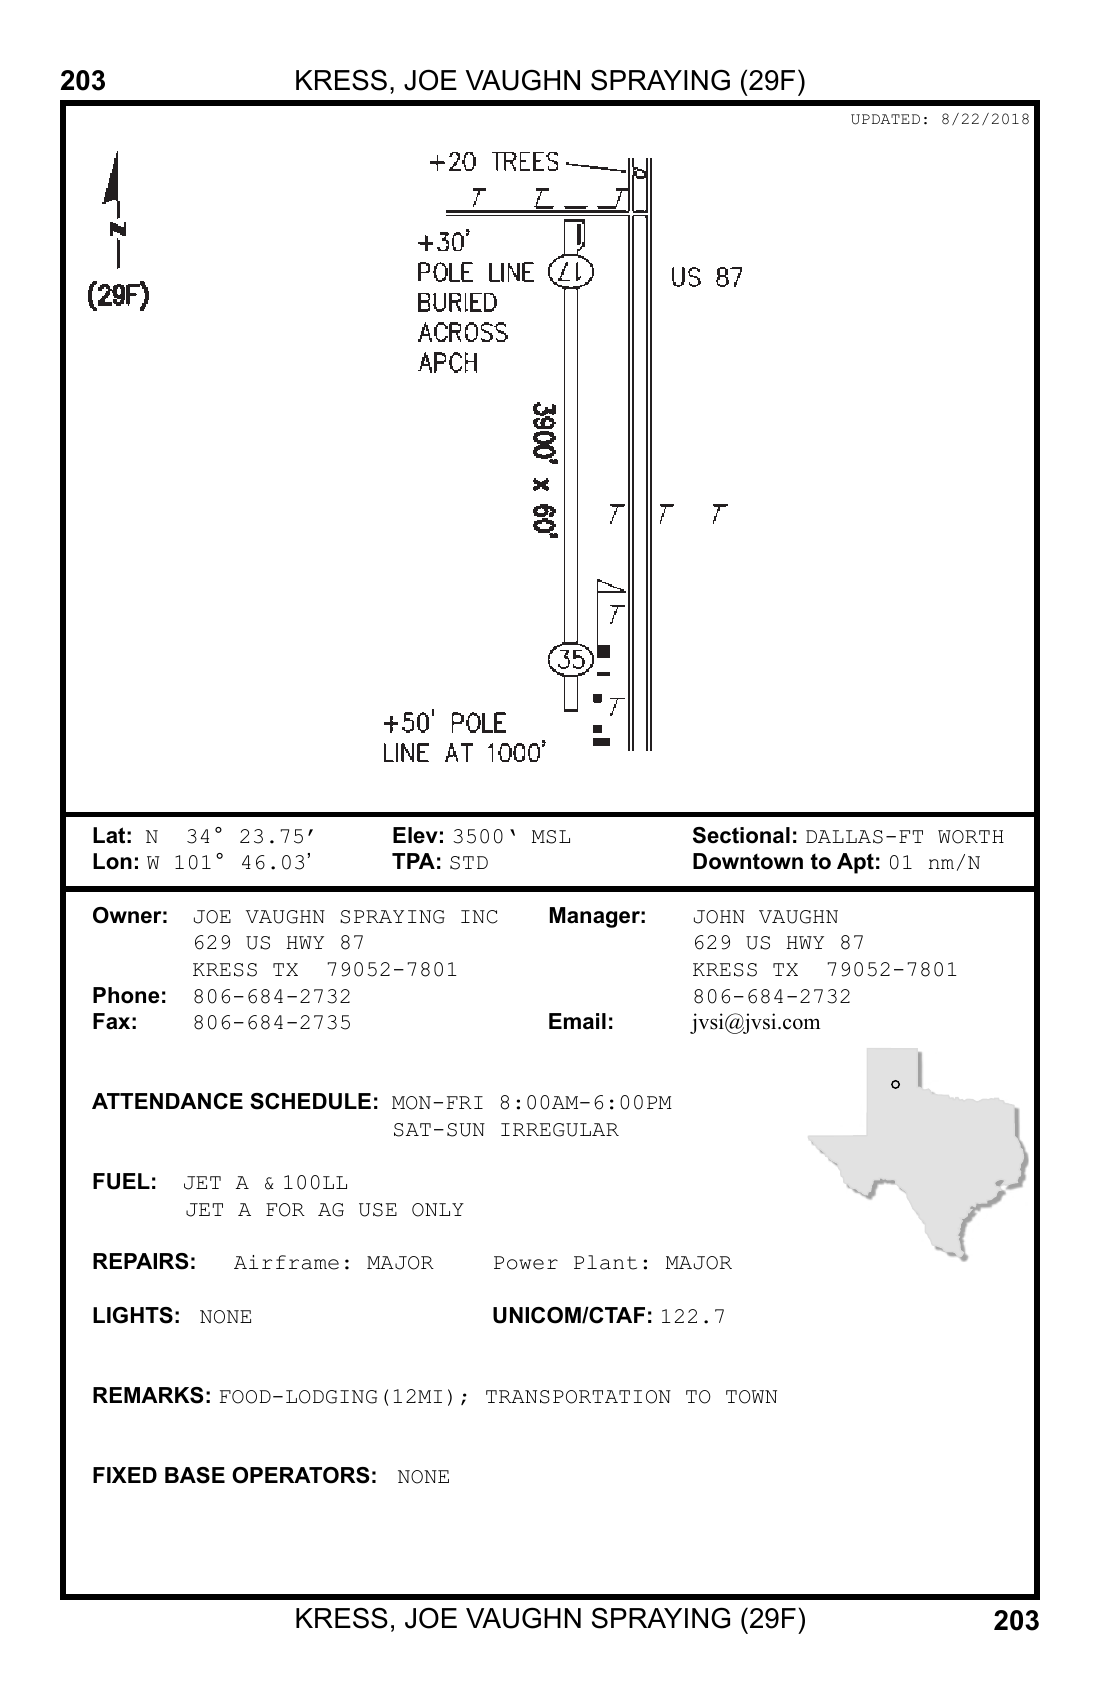 203 KRESS, JOE VAUGHN SPRAYING (29F)
UPDATED: 8/22/2018
+20 TREES
N
(29F)
+30'
POLE LINE
BURIED
ACROSS
APCH
17
US 87
3900' x 60'
35
+50' POLE
LINE AT 1000'
Lat: N 34° 23.75′ Elev: 3500‛ MSL Sectional: DALLAS-FT WORTH
Lon: W 101° 46.03' TPA: STD Downtown to Apt: 01 nm/N
Owner: JOE VAUGHN SPRAYING INC Manager: JOHN VAUGHN
629 US HWY 87 629 US HWY 87
KRESS TX 79052-7801 KRESS TX 79052-7801
Phone: 806-684-2732 806-684-2732
Fax: 806-684-2735 Email: jvsi@jvsi.com
ATTENDANCE SCHEDULE: MON-FRI 8:00AM-6:00PM
SAT-SUN IRREGULAR
FUEL: JET A & 100LL
JET A FOR AG USE ONLY
REPAIRS: Airframe: MAJOR Power Plant: MAJOR
LIGHTS: NONE UNICOM/CTAF: 122.7
REMARKS: FOOD-LODGING(12MI); TRANSPORTATION TO TOWN
FIXED BASE OPERATORS: NONE
KRESS, JOE VAUGHN SPRAYING (29F) 203